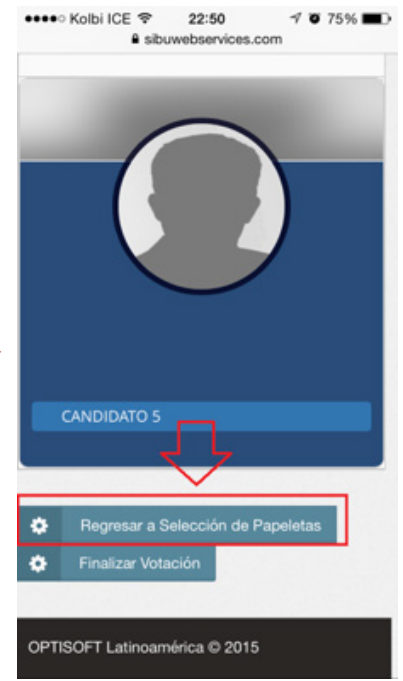 Kolbi ICE 22:50 75%
sibuwebservices.com
CANDIDATO 5
Regresar a Selección de Papeletas
Finalizar Votación
OPTISOFT Latinoamérica © 2015